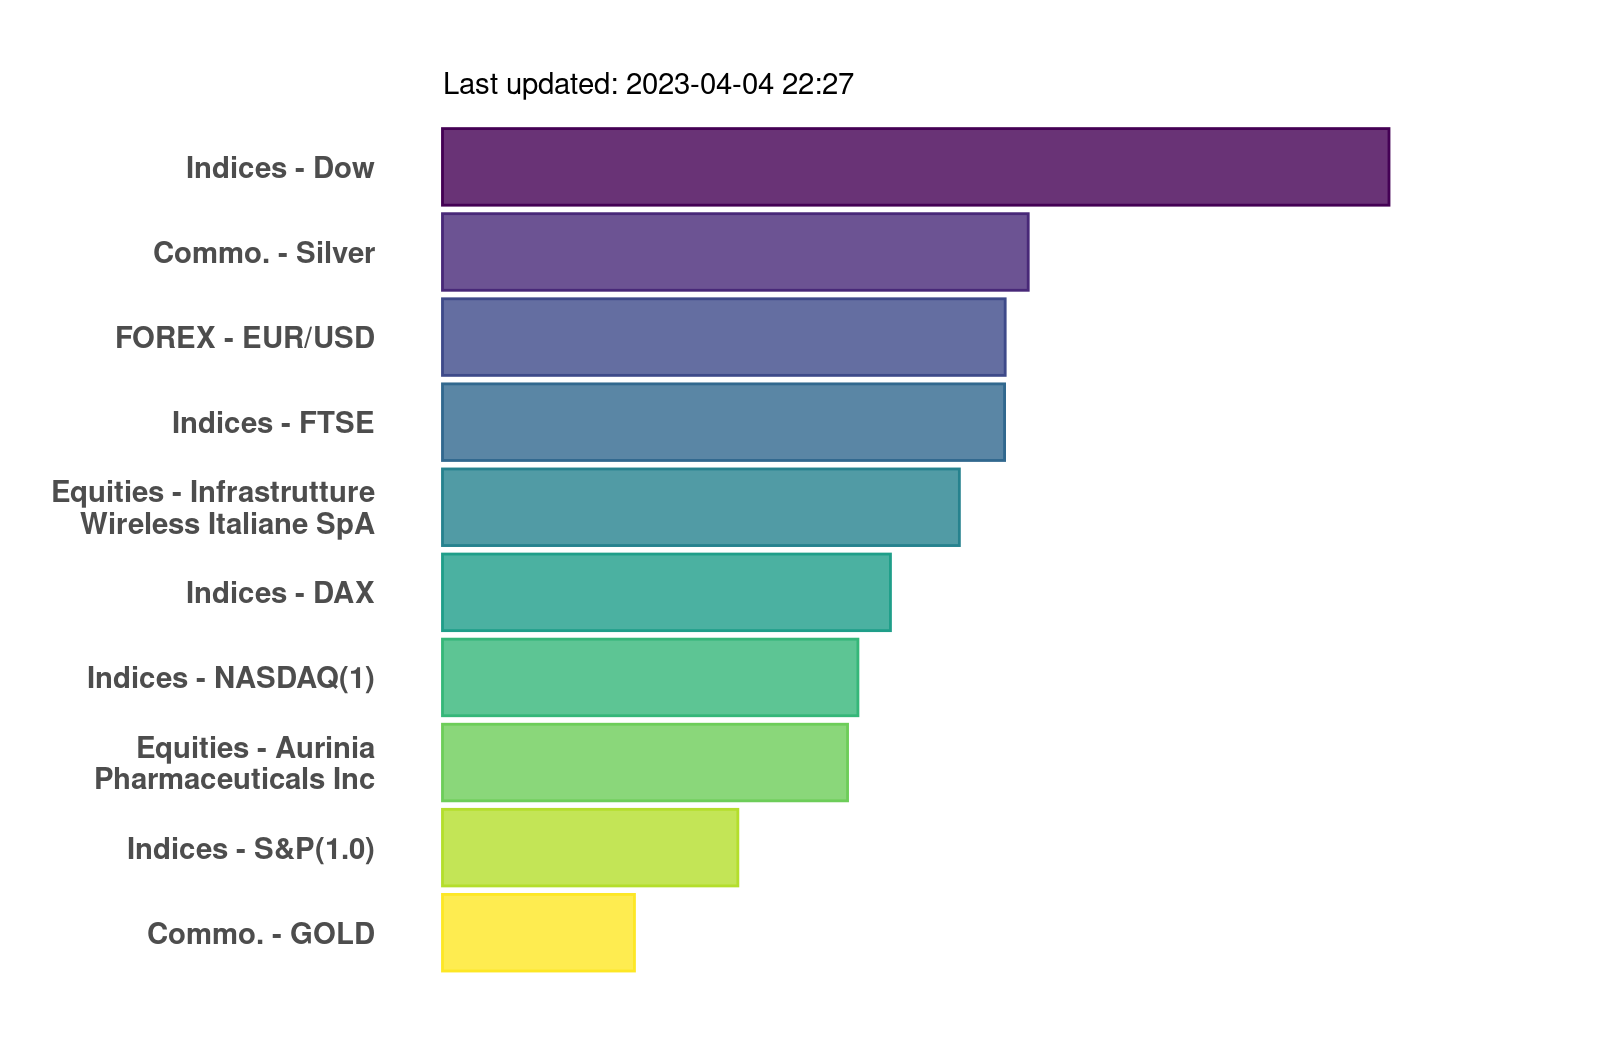 Last updated: 2023-04-04 22:27
Indices - Dow
Commo. - Silver
FOREX - EUR/USD
Indices - FTSE
Equities - Infrastrutture
Wireless Italiane SpA
Indices - DAX
Indices - NASDAQ(1)
Equities - Aurinia
Pharmaceuticals Inc
Indices - S&P(1.0)
Commo. - GOLD